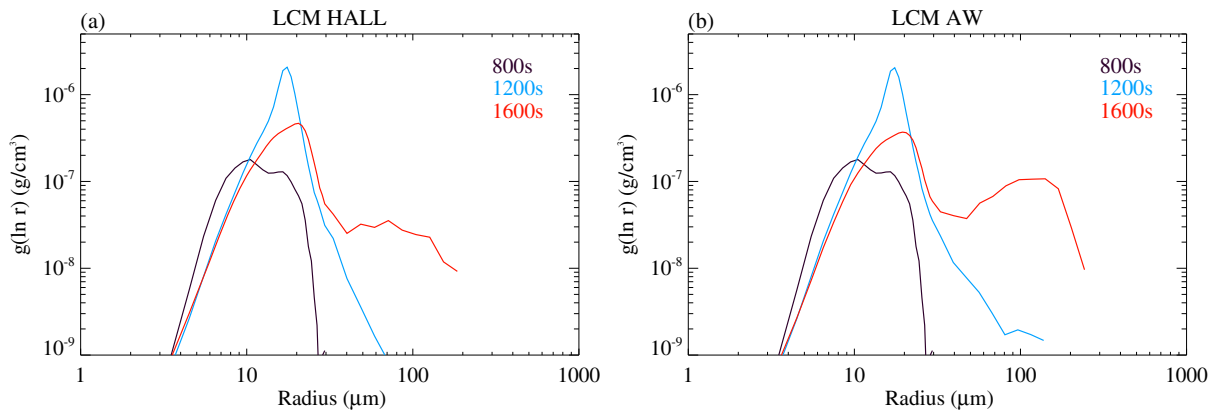 (a) LCM HALL
800s
1200s
1600s
10⁻⁶
10⁻⁷
10⁻⁸
10⁻⁹
g(ln r) (g/cm³)
1 10 100 1000
Radius (μm)
(b) LCM AW
800s
1200s
1600s
10⁻⁶
10⁻⁷
10⁻⁸
10⁻⁹
g(ln r) (g/cm³)
1 10 100 1000
Radius (μm)